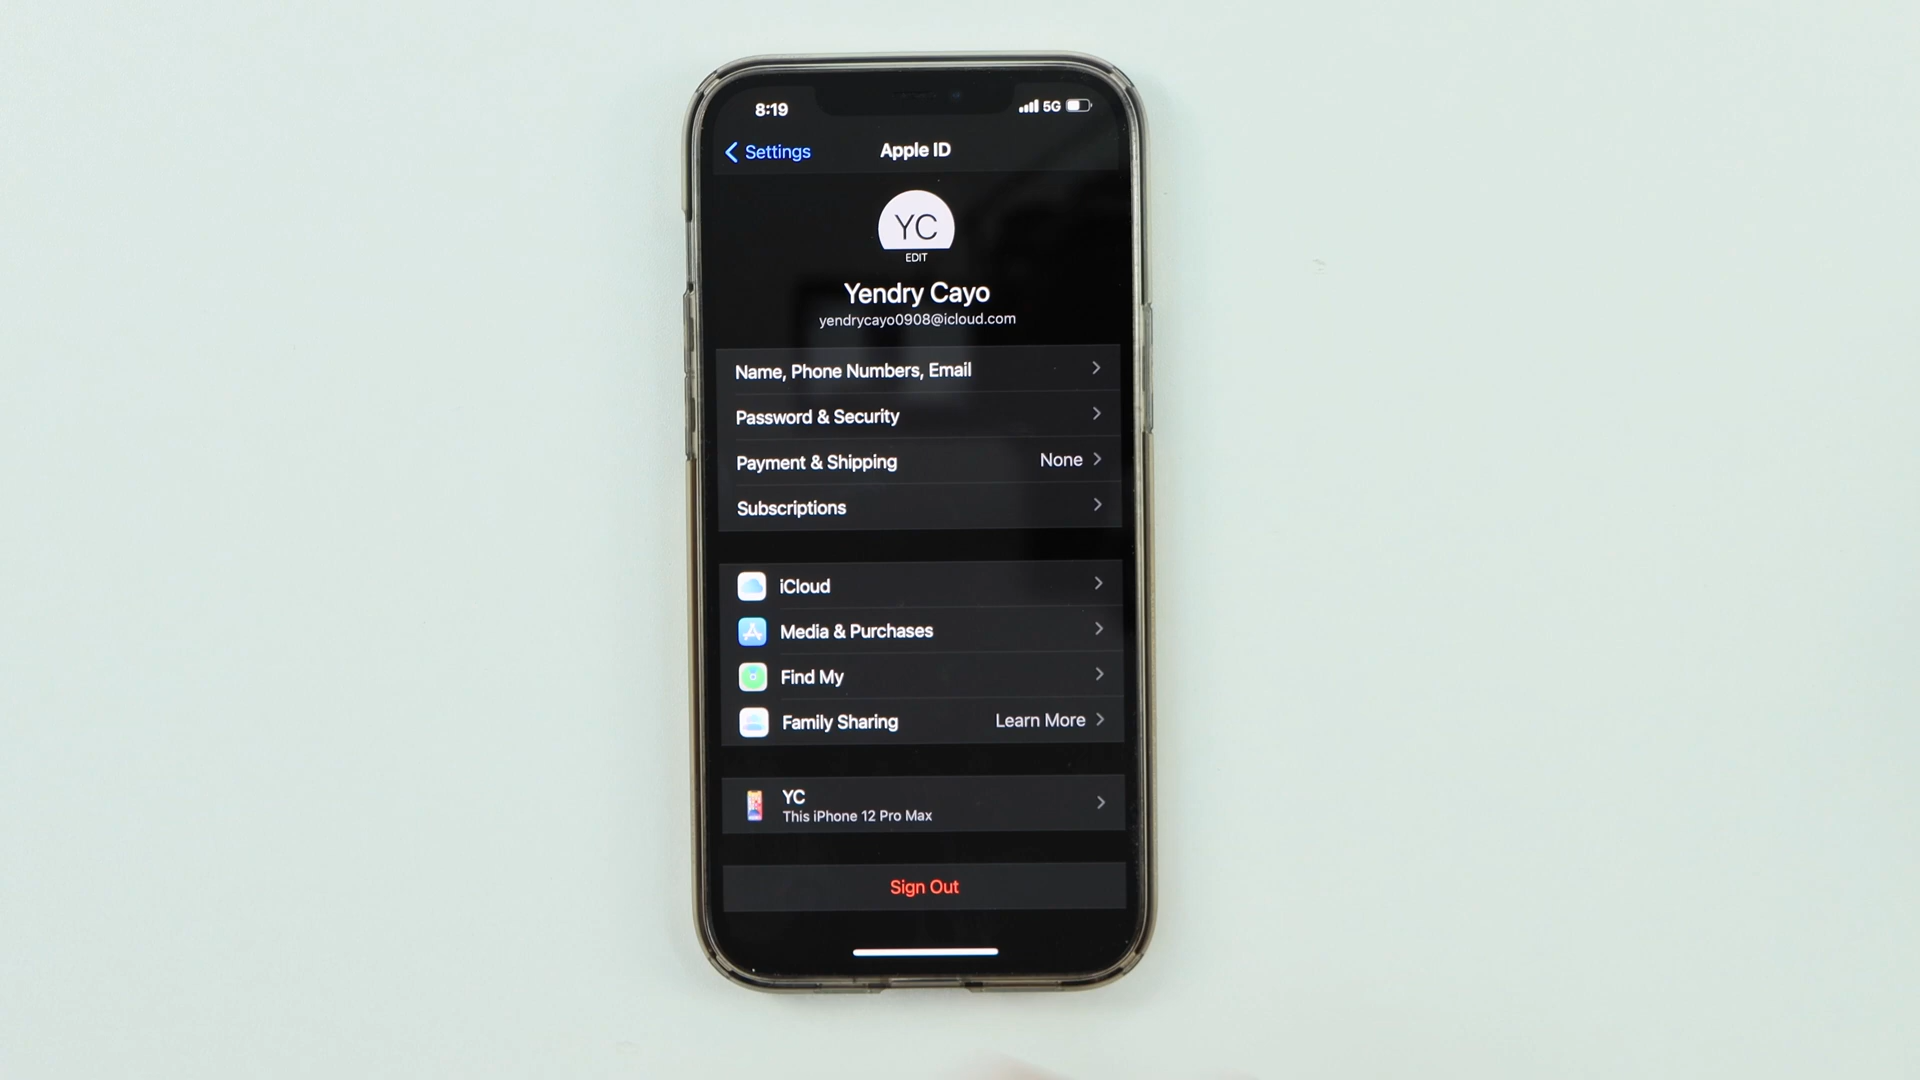 8:19
5G
Settings
Apple ID
YC
EDIT
Yendry Cayo
yendrycayo0908@icloud.com
Name, Phone Numbers, Email
Password & Security
Payment & Shipping None
Subscriptions
iCloud
Media & Purchases
Find My
Family Sharing Learn More
YC
This iPhone 12 Pro Max
Sign Out